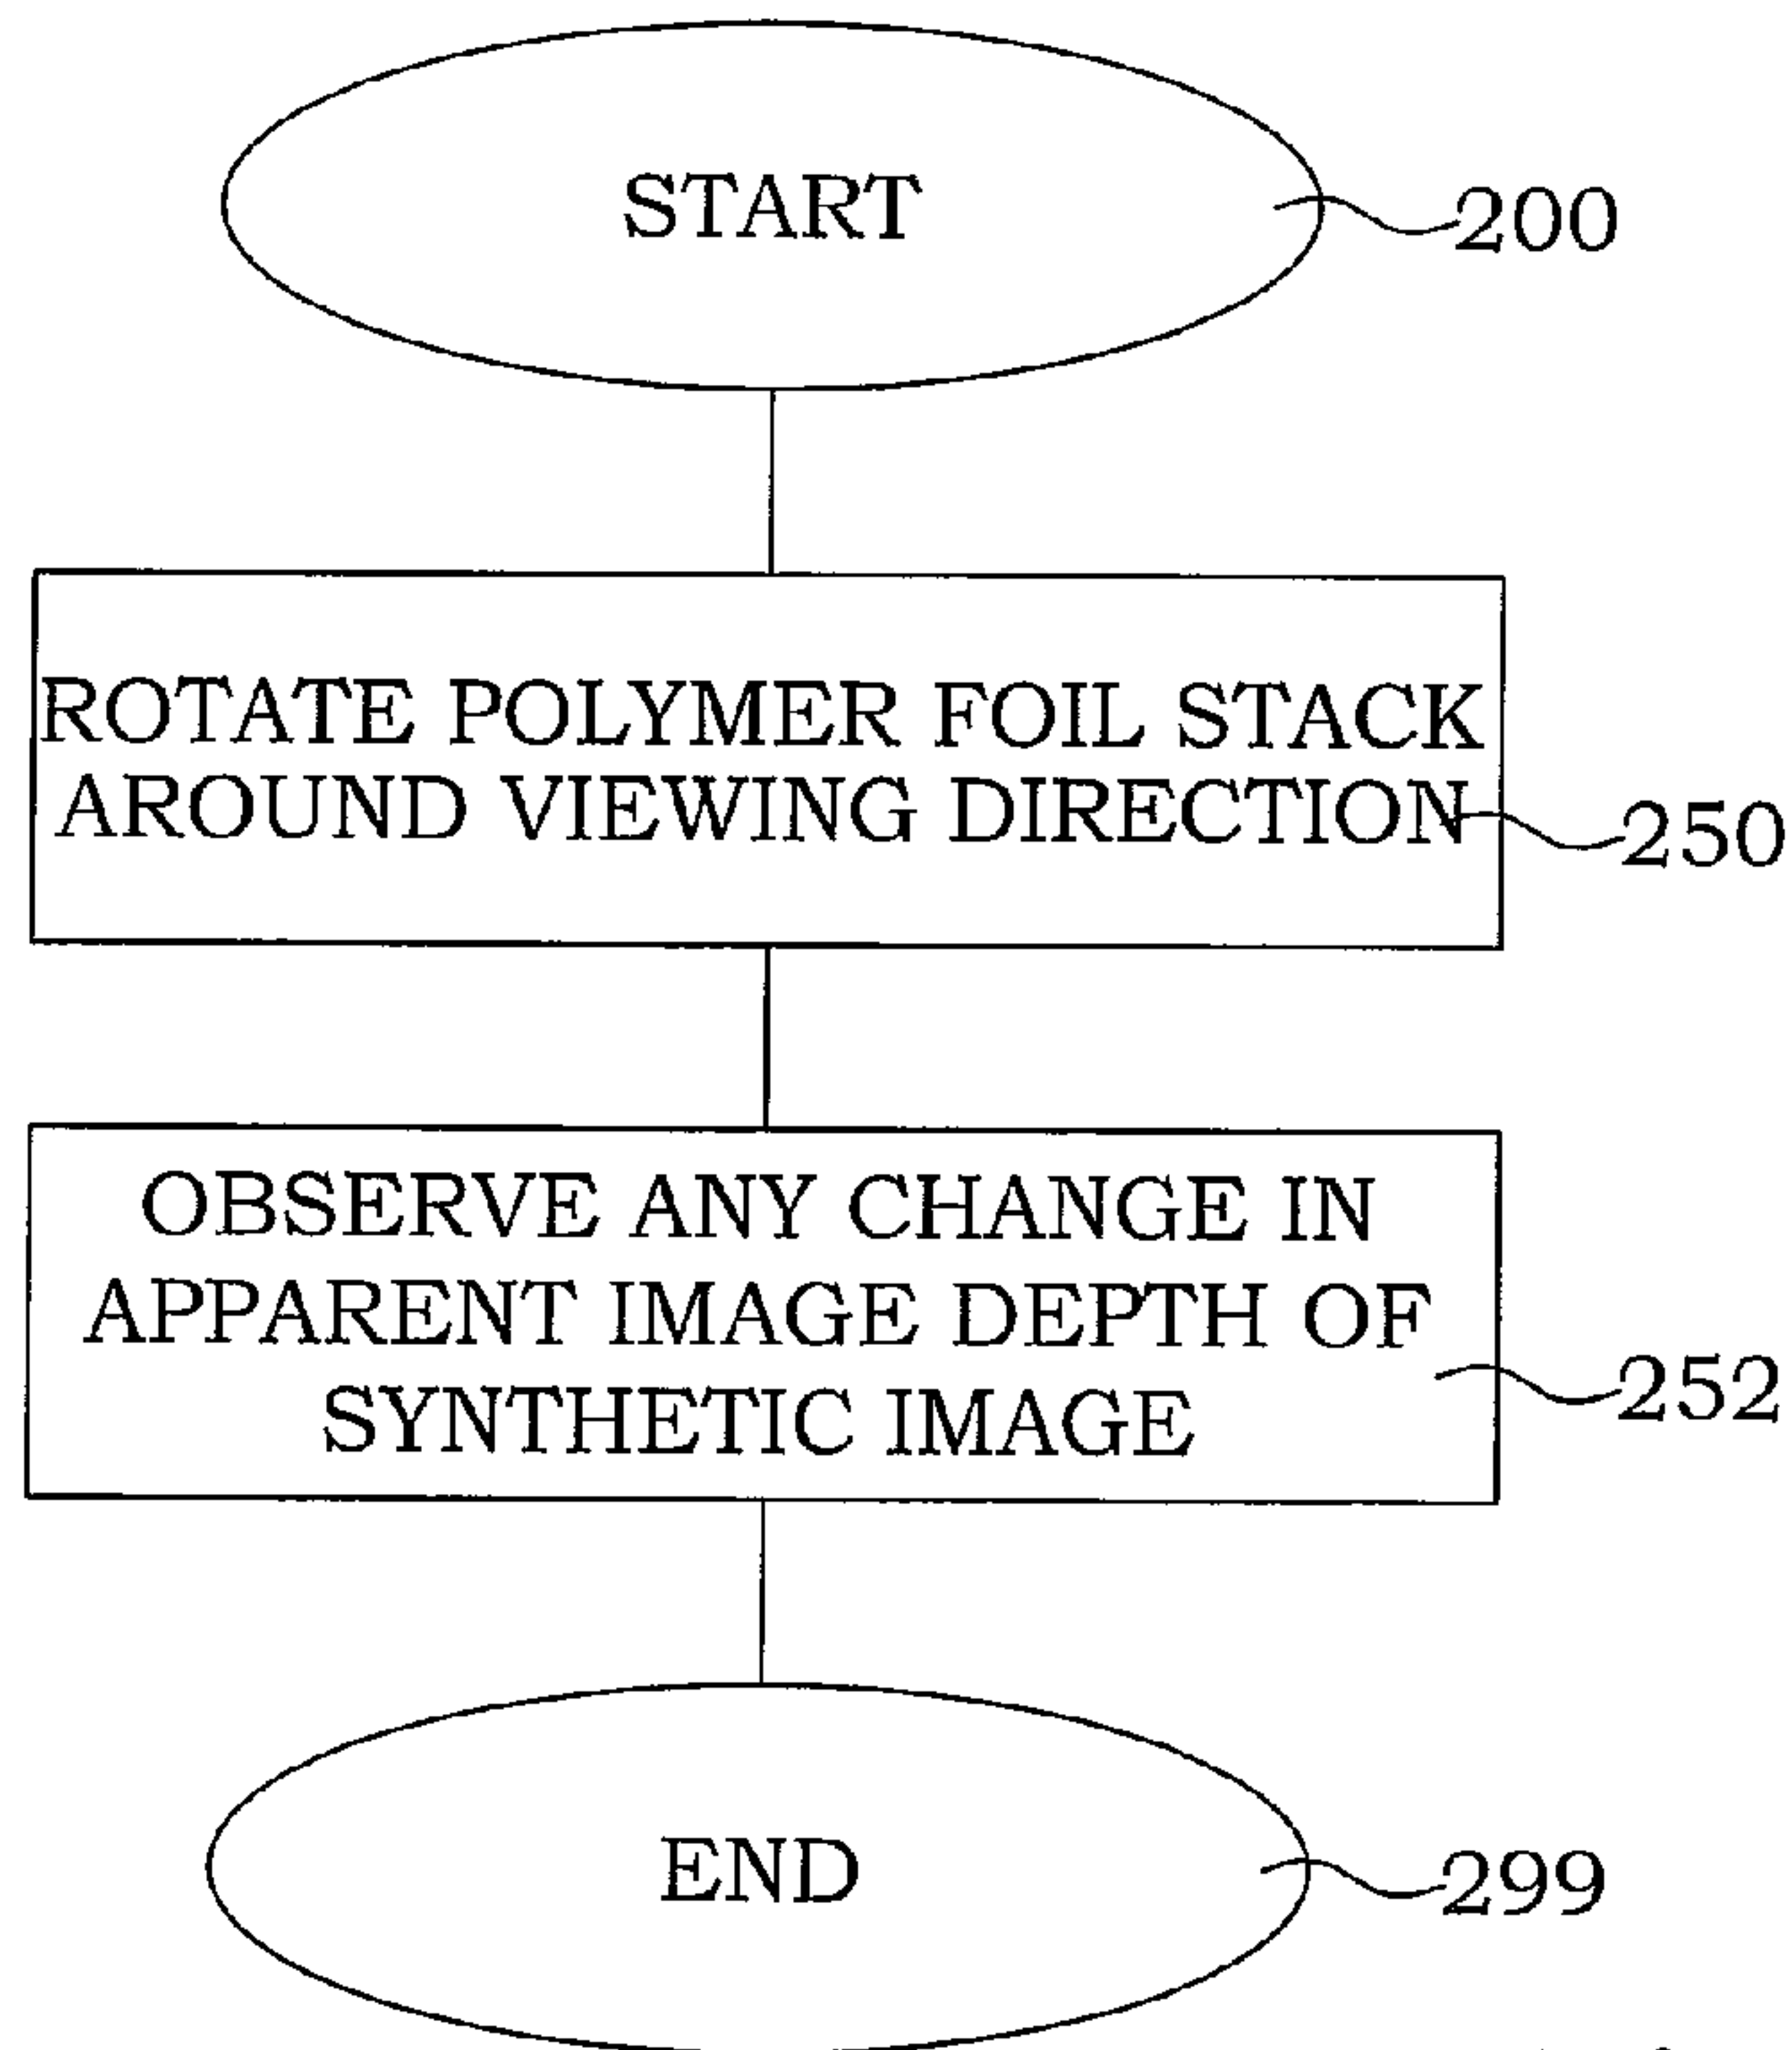 START
200
ROTATE POLYMER FOIL STACK
AROUND VIEWING DIRECTION
250
OBSERVE ANY CHANGE IN
APPARENT IMAGE DEPTH OF
SYNTHETIC IMAGE
252
END
299